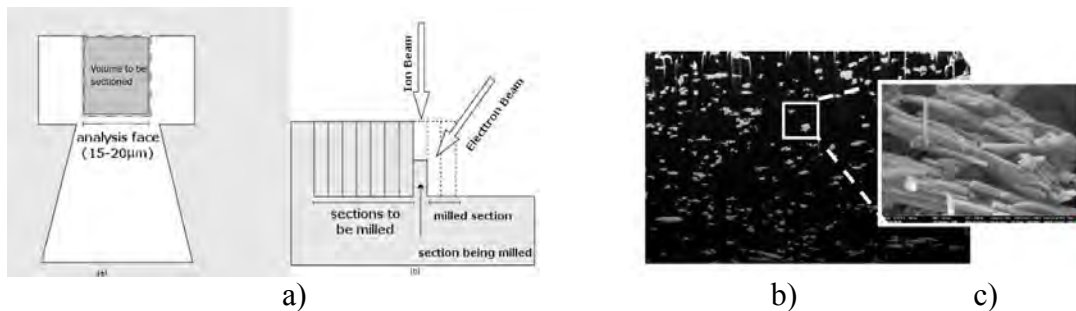 Volume to be
sectioned
analysis face
(15-20µm)
(a)
Ion Beam
Electron Beam
sections to
be milled
milled section
section being milled
(b)
a)
b)
c)